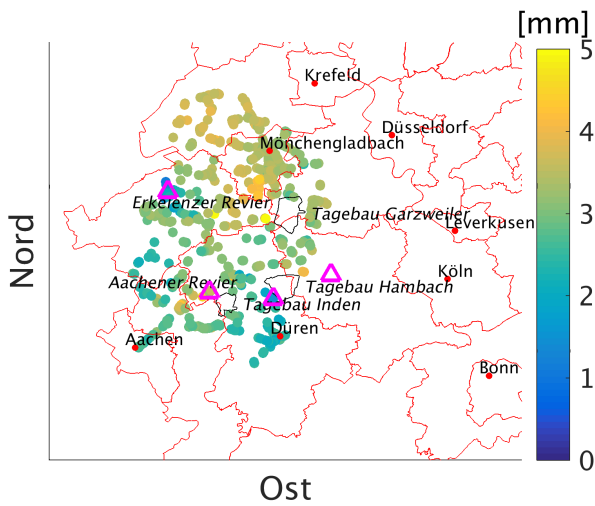 [mm]
5
Krefeld
4
Düsseldorf
Mönchengladbach
Erkelenzer Revier
Tagebau Garzweiler
3
Leverkusen
Nord
Köln
Aachener Revier
Tagebau Hambach
2
Tagebau Inden
Düren
Aachen
1
Bonn
0
Ost